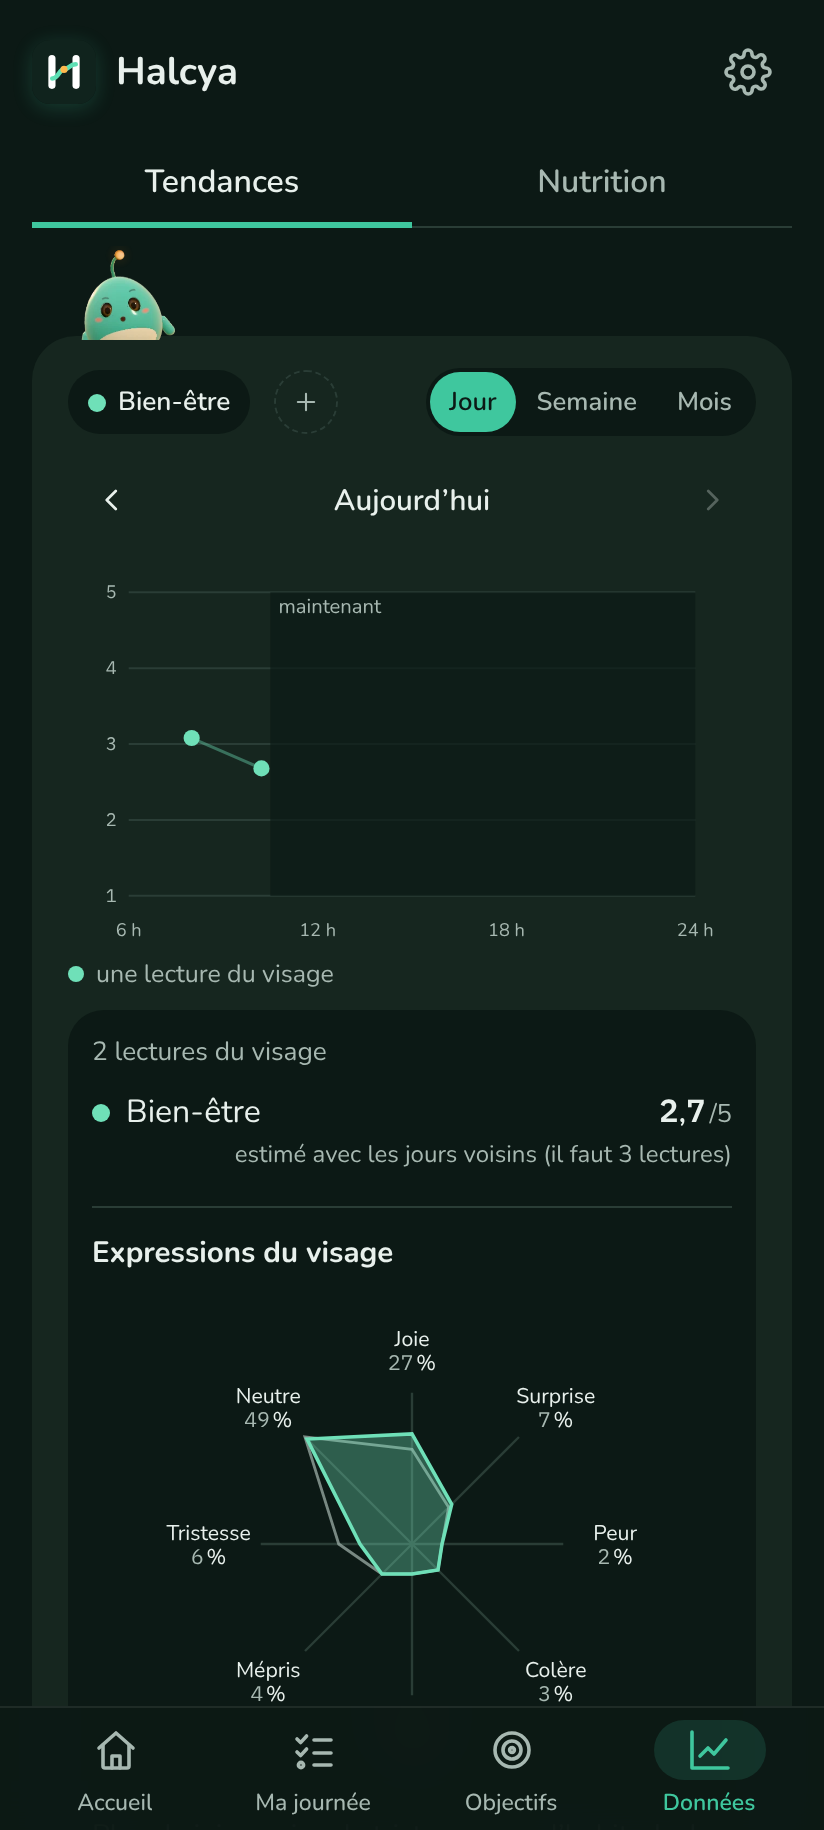 Halcya
Tendances
Nutrition
Bien-être
+
Jour
Semaine
Mois
Aujourd’hui
5
maintenant
4
3
2
1
6 h
12 h
18 h
24 h
une lecture du visage
2 lectures du visage
Bien-être
2,7/5
estimé avec les jours voisins (il faut 3 lectures)
Expressions du visage
Joie
27 %
Neutre
49 %
Surprise
7 %
Tristesse
6 %
Peur
2 %
Mépris
4 %
Colère
3 %
Accueil
Ma journée
Objectifs
Données